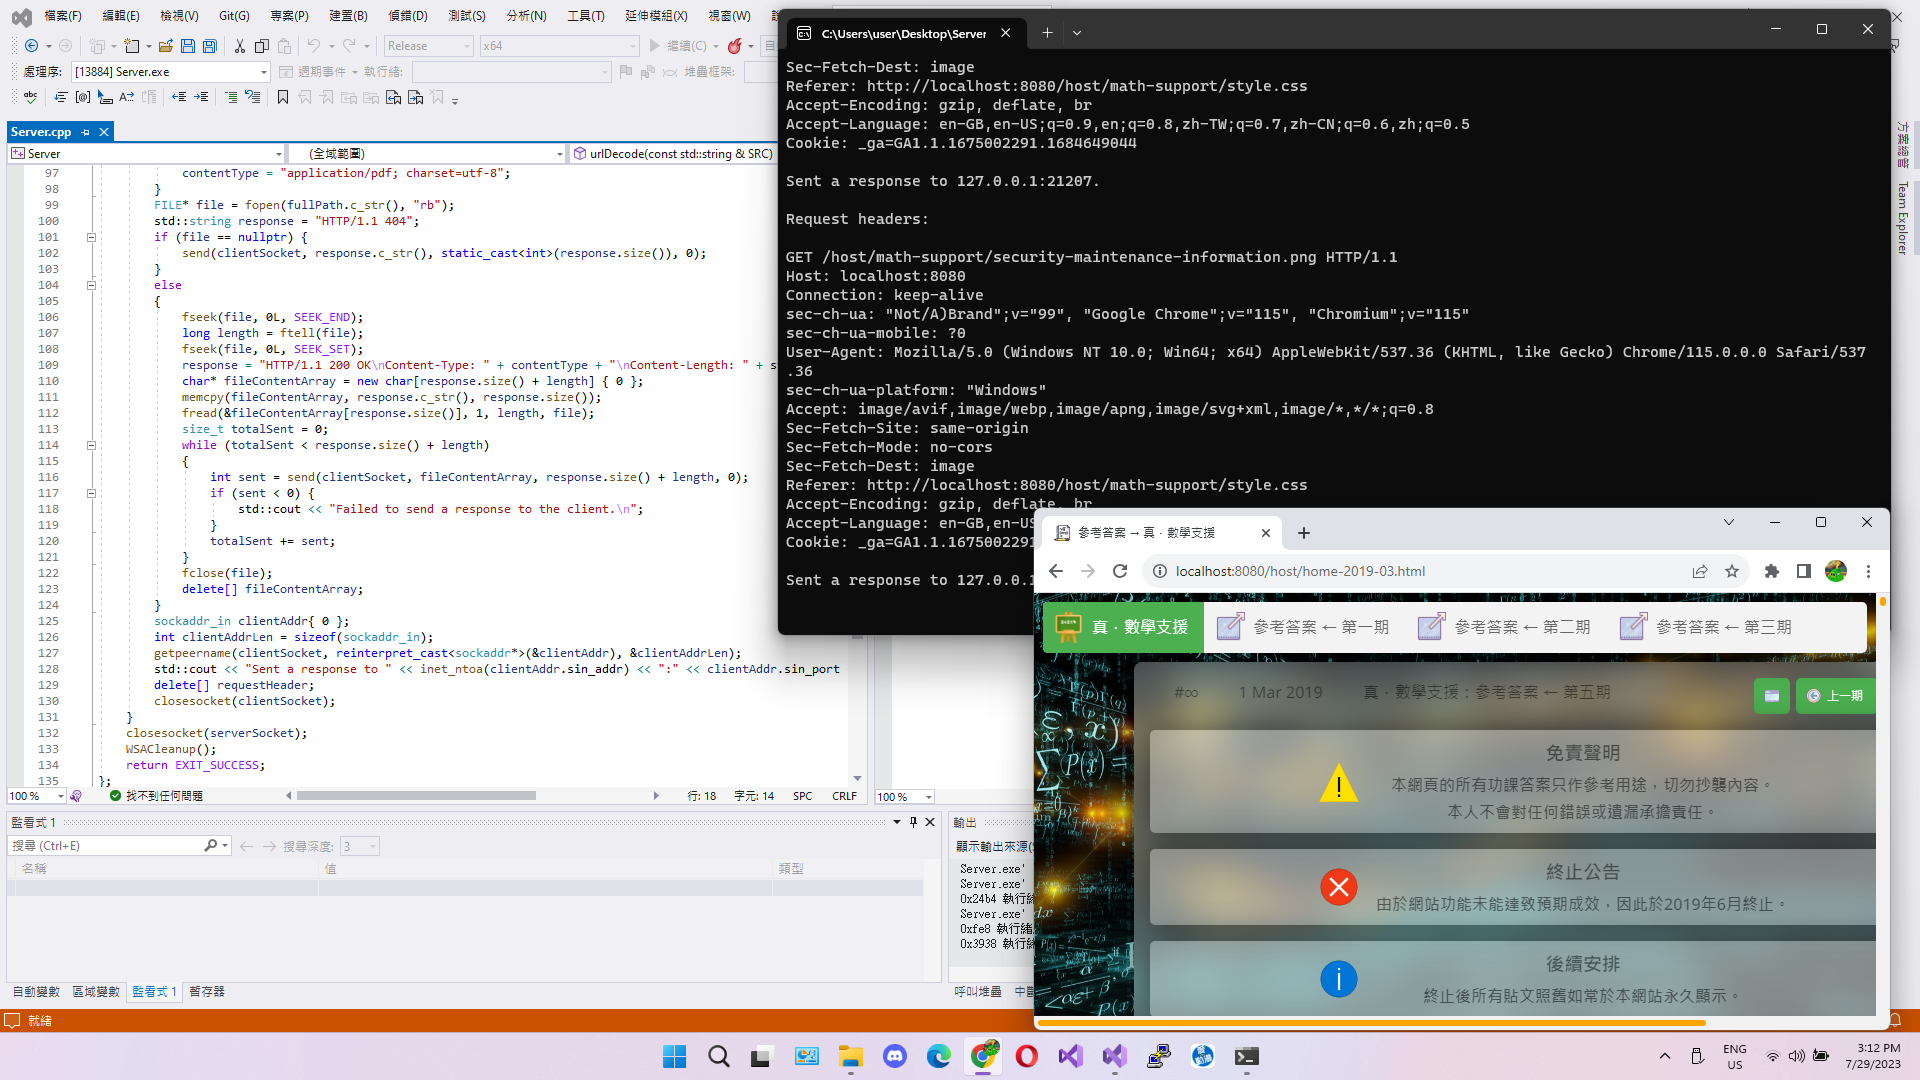 檔案(F) 編輯(E) 檢視(V) Git(G) 專案(P) 建置(B) 偵錯(D) 測試(S) 分析(N) 工具(T) 延伸模組(X) 視窗(W)
Release x64 繼續(C)
處理序: [13884] Server.exe 週期事件 執行緒: 堆疊框架:
Server.cpp
Server (全域範圍) urlDecode(const std::string & SRC)
97 contentType = "application/pdf; charset=utf-8";
98 }
99 FILE* file = fopen(fullPath.c_str(), "rb");
100 std::string response = "HTTP/1.1 404";
101 if (file == nullptr) {
102 send(clientSocket, response.c_str(), static_cast<int>(response.size()), 0);
103 }
104 else
105 {
106 fseek(file, 0L, SEEK_END);
107 long length = ftell(file);
108 fseek(file, 0L, SEEK_SET);
109 response = "HTTP/1.1 200 OK\nContent-Type: " + contentType + "\nContent-Length: " + s
110 char* fileContentArray = new char[response.size() + length] { 0 };
111 memcpy(fileContentArray, response.c_str(), response.size());
112 fread(&fileContentArray[response.size()], 1, length, file);
113 size_t totalSent = 0;
114 while (totalSent < response.size() + length)
115 {
116 int sent = send(clientSocket, fileContentArray, response.size() + length, 0);
117 if (sent < 0) {
118 std::cout << "Failed to send a response to the client.\n";
119 }
120 totalSent += sent;
121 }
122 fclose(file);
123 delete[] fileContentArray;
124 }
125 sockaddr_in clientAddr{ 0 };
126 int clientAddrLen = sizeof(sockaddr_in);
127 getpeername(clientSocket, reinterpret_cast<sockaddr*>(&clientAddr), &clientAddrLen);
128 std::cout << "Sent a response to " << inet_ntoa(clientAddr.sin_addr) << ":" << clientAddr.sin_port
129 delete[] requestHeader;
130 closesocket(clientSocket);
131 }
132 closesocket(serverSocket);
133 WSACleanup();
134 return EXIT_SUCCESS;
135 };
100 % 找不到任何問題 行: 18 字元: 14 SPC CRLF
100 %
監看式 1
搜尋 (Ctrl+E) 搜尋深度: 3
名稱 值 類型
自動變數 區域變數 監看式 1 暫存器
輸出
顯示輸出來源(
Server.exe'
Server.exe'
0x24b4 執行緒
Server.exe'
0xfe8 執行緒
0x3938 執行緒
呼叫堆疊
就緒
方案總管
Team Explorer
C:\Users\user\Desktop\Server
Sec-Fetch-Dest: image
Referer: http://localhost:8080/host/math-support/style.css
Accept-Encoding: gzip, deflate, br
Accept-Language: en-GB,en-US;q=0.9,en;q=0.8,zh-TW;q=0.7,zh-CN;q=0.6,zh;q=0.5
Cookie: _ga=GA1.1.1675002291.1684649044
Sent a response to 127.0.0.1:21207.
Request headers:
GET /host/math-support/security-maintenance-information.png HTTP/1.1
Host: localhost:8080
Connection: keep-alive
sec-ch-ua: "Not/A)Brand";v="99", "Google Chrome";v="115", "Chromium";v="115"
sec-ch-ua-mobile: ?0
User-Agent: Mozilla/5.0 (Windows NT 10.0; Win64; x64) AppleWebKit/537.36 (KHTML, like Gecko) Chrome/115.0.0.0 Safari/537
.36
sec-ch-ua-platform: "Windows"
Accept: image/avif,image/webp,image/apng,image/svg+xml,image/*,*/*;q=0.8
Sec-Fetch-Site: same-origin
Sec-Fetch-Mode: no-cors
Sec-Fetch-Dest: image
Referer: http://localhost:8080/host/math-support/style.css
Accept-Encoding: gzip, deflate, br
Accept-Language: en-GB,en-US
Cookie: _ga=GA1.1.1675002291
Sent a response to 127.0.0.1
參考答案 → 真．數學支援
localhost:8080/host/home-2019-03.html
真．數學支援 參考答案 ← 第一期 參考答案 ← 第二期 參考答案 ← 第三期
#∞ 1 Mar 2019 真．數學支援：參考答案 ← 第五期 上一期
免責聲明
本網頁的所有功課答案只作參考用途，切勿抄襲內容。
本人不會對任何錯誤或遺漏承擔責任。
終止公告
由於網站功能未能達致預期成效，因此於2019年6月終止。
後續安排
終止後所有貼文照舊如常於本網站永久顯示。
ENG
US
3:12 PM
7/29/2023